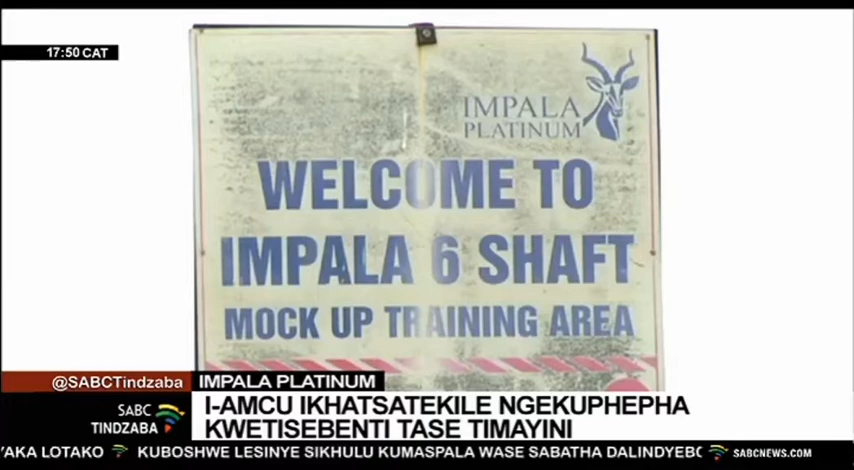 17:50 CAT
IMPALA
PLATINUM
WELCOME TO
IMPALA 6 SHAFT
MOCK UP TRAINING AREA
@SABCTindzaba
IMPALA PLATINUM
SABC
TINDZABA
I-AMCU IKHATSATEKILE NGEKUPHEPHA
KWETISEBENTI TASE TIMAYINI
YAKA LOTAKO KUBOSHWE LESINYE SIKHULU KUMASPALA WASE SABATHA DALINDYEBO SABCNEWS.COM